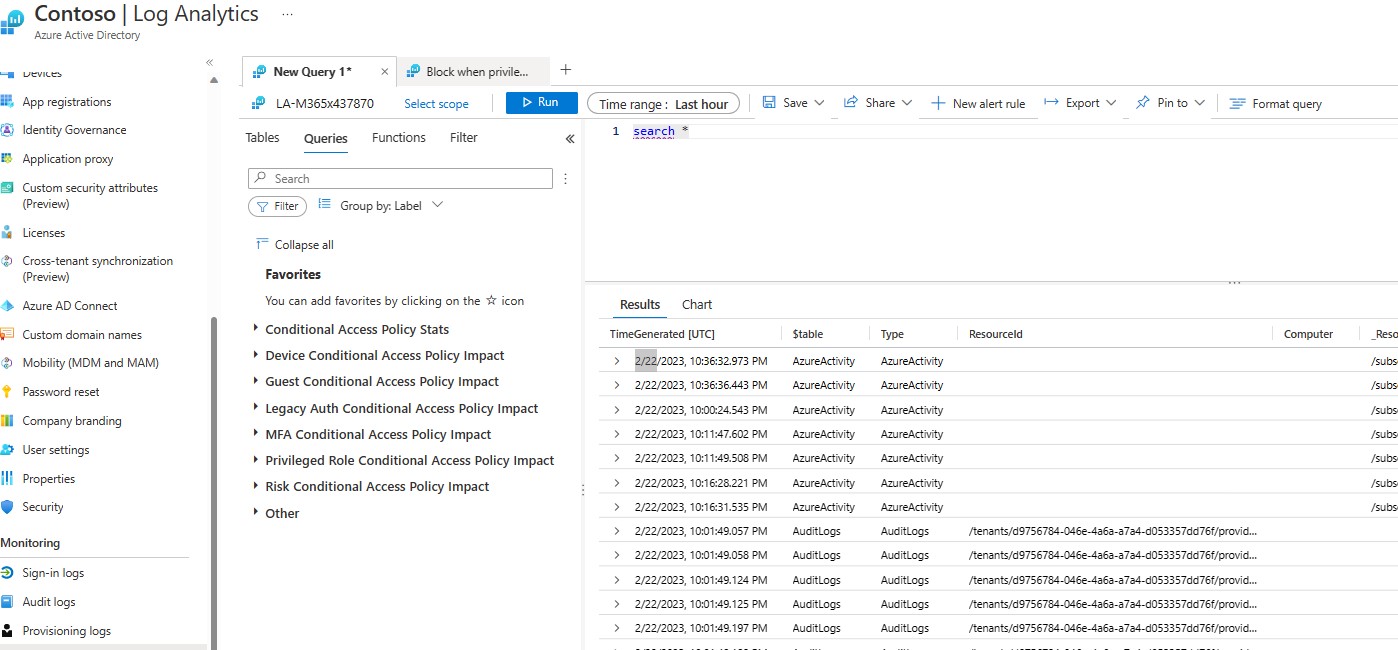 Contoso | Log Analytics ...
Azure Active Directory
Devices
App registrations
Identity Governance
Application proxy
Custom security attributes
(Preview)
Licenses
Cross-tenant synchronization
(Preview)
Azure AD Connect
Custom domain names
Mobility (MDM and MAM)
Password reset
Company branding
User settings
Properties
Security
Monitoring
Sign-in logs
Audit logs
Provisioning logs
New Query 1*
Block when privile...
LA-M365x437870 Select scope Run Time range : Last hour Save Share New alert rule Export Pin to Format query
Tables Queries Functions Filter
Search
Filter Group by: Label
Collapse all
Favorites
You can add favorites by clicking on the ☆ icon
Conditional Access Policy Stats
Device Conditional Access Policy Impact
Guest Conditional Access Policy Impact
Legacy Auth Conditional Access Policy Impact
MFA Conditional Access Policy Impact
Privileged Role Conditional Access Policy Impact
Risk Conditional Access Policy Impact
Other
1 search *
Results Chart
TimeGenerated [UTC] $table Type ResourceId Computer _Reso
2/22/2023, 10:36:32.973 PM AzureActivity AzureActivity /subs
2/22/2023, 10:36:36.443 PM AzureActivity AzureActivity /subs
2/22/2023, 10:00:24.543 PM AzureActivity AzureActivity /subs
2/22/2023, 10:11:47.602 PM AzureActivity AzureActivity /subs
2/22/2023, 10:11:49.508 PM AzureActivity AzureActivity /subs
2/22/2023, 10:16:28.221 PM AzureActivity AzureActivity /subs
2/22/2023, 10:16:31.535 PM AzureActivity AzureActivity /subs
2/22/2023, 10:01:49.057 PM AuditLogs AuditLogs /tenants/d9756784-046e-4a6a-a7a4-d053357dd76f/provid...
2/22/2023, 10:01:49.058 PM AuditLogs AuditLogs /tenants/d9756784-046e-4a6a-a7a4-d053357dd76f/provid...
2/22/2023, 10:01:49.124 PM AuditLogs AuditLogs /tenants/d9756784-046e-4a6a-a7a4-d053357dd76f/provid...
2/22/2023, 10:01:49.125 PM AuditLogs AuditLogs /tenants/d9756784-046e-4a6a-a7a4-d053357dd76f/provid...
2/22/2023, 10:01:49.197 PM AuditLogs AuditLogs /tenants/d9756784-046e-4a6a-a7a4-d053357dd76f/provid...